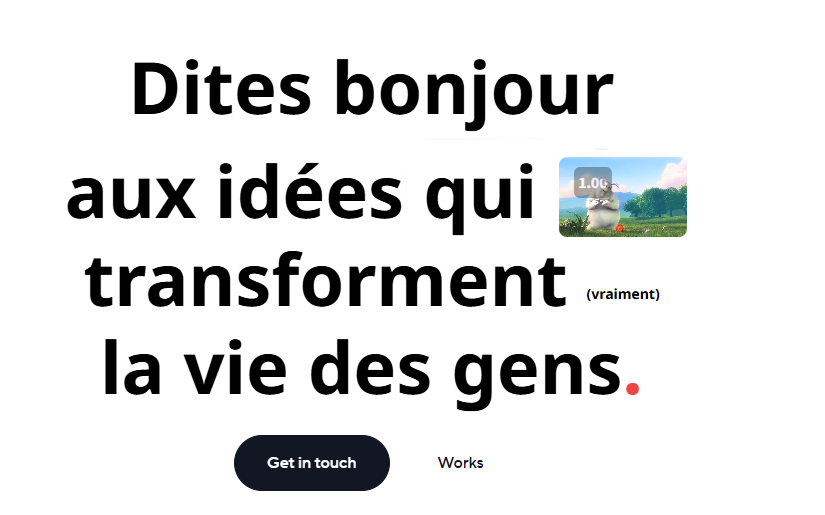 Dites bonjour
aux idées qui
1.00
transforment (vraiment)
la vie des gens.
Get in touch Works